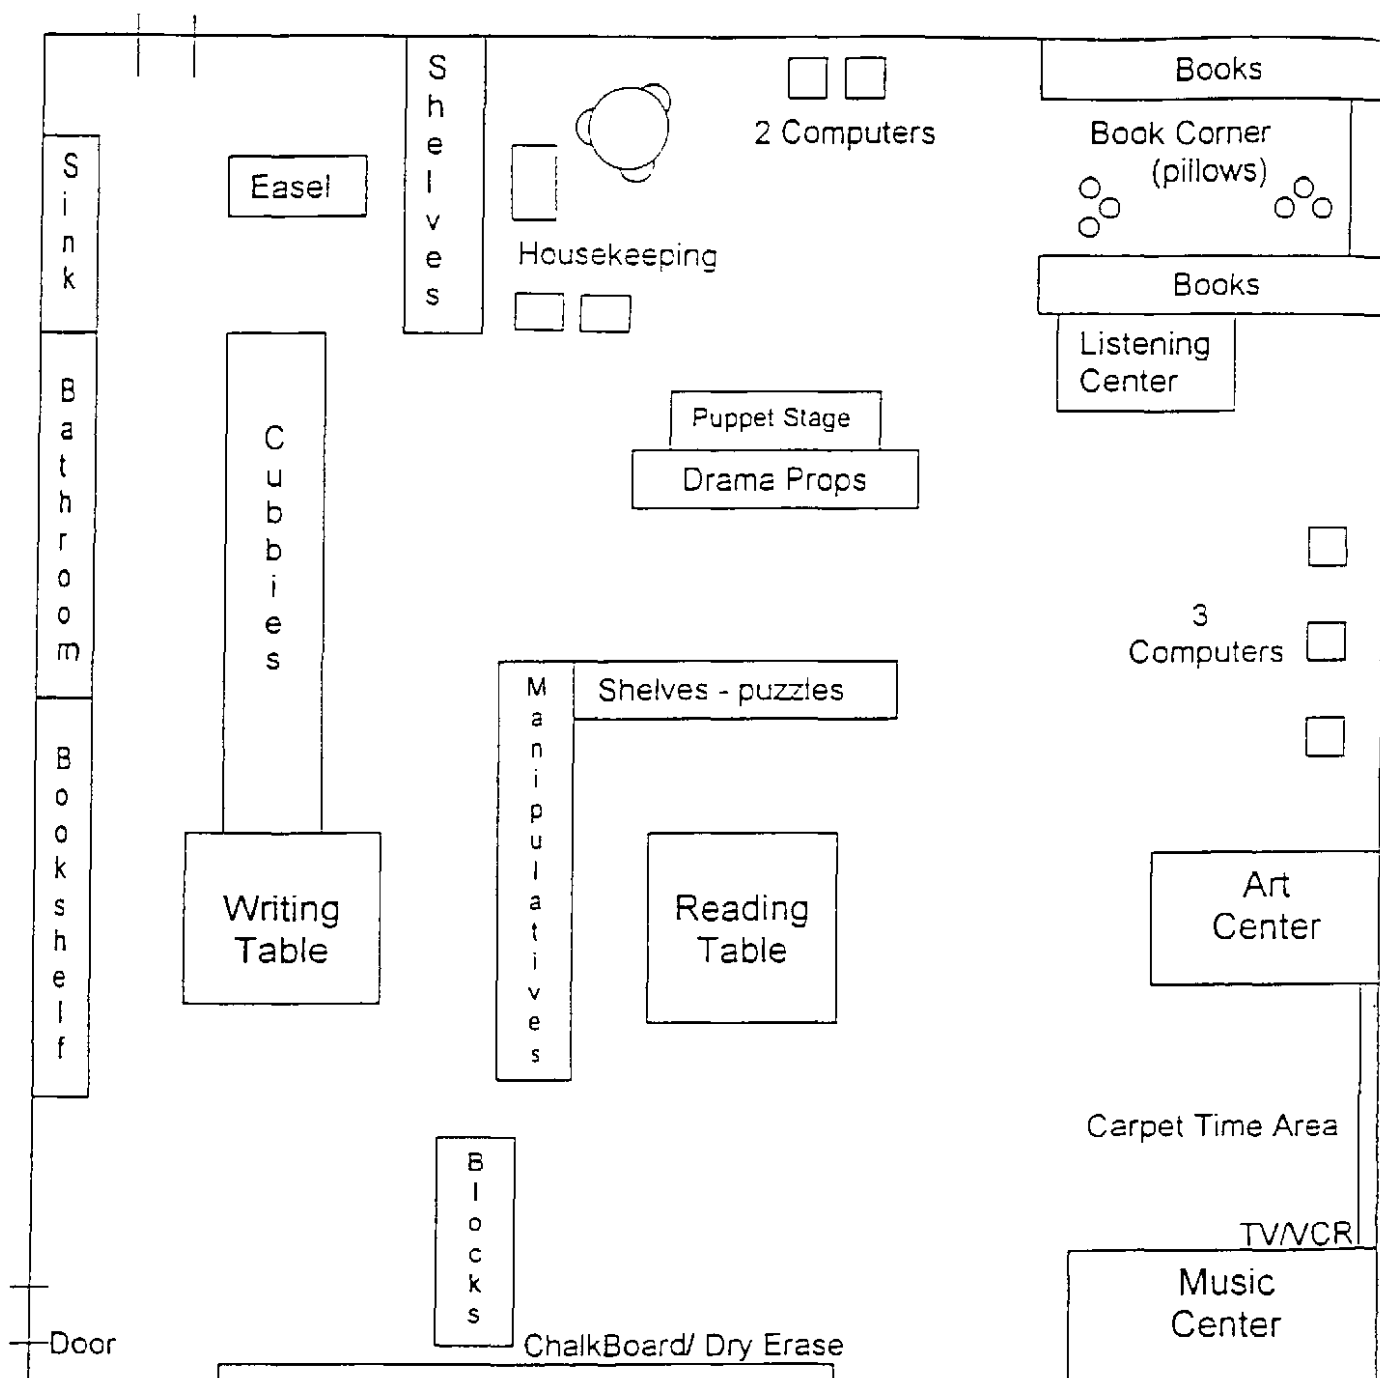 Shelves
2 Computers
Books
Book Corner
(pillows)
Sink
Easel
Housekeeping
Books
Listening
Center
Bathroom
Cubbies
Puppet Stage
Drama Props
3
Computers
Manipulatives
Shelves - puzzles
Bookshelf
Writing
Table
Reading
Table
Art
Center
Carpet Time Area
Blocks
TV/VCR
Music
Center
Door
ChalkBoard/ Dry Erase